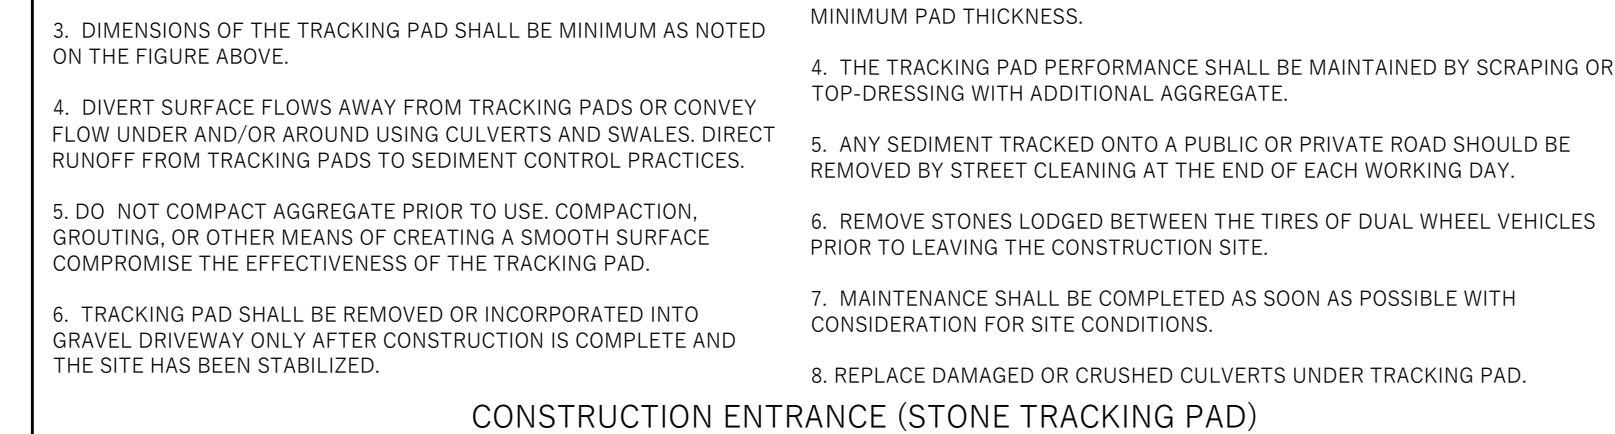 3. DIMENSIONS OF THE TRACKING PAD SHALL BE MINIMUM AS NOTED
ON THE FIGURE ABOVE.
4. DIVERT SURFACE FLOWS AWAY FROM TRACKING PADS OR CONVEY
FLOW UNDER AND/OR AROUND USING CULVERTS AND SWALES. DIRECT
RUNOFF FROM TRACKING PADS TO SEDIMENT CONTROL PRACTICES.
5. DO NOT COMPACT AGGREGATE PRIOR TO USE. COMPACTION,
GROUTING, OR OTHER MEANS OF CREATING A SMOOTH SURFACE
COMPROMISE THE EFFECTIVENESS OF THE TRACKING PAD.
6. TRACKING PAD SHALL BE REMOVED OR INCORPORATED INTO
GRAVEL DRIVEWAY ONLY AFTER CONSTRUCTION IS COMPLETE AND
THE SITE HAS BEEN STABILIZED.
MINIMUM PAD THICKNESS.
4. THE TRACKING PAD PERFORMANCE SHALL BE MAINTAINED BY SCRAPING OR
TOP-DRESSING WITH ADDITIONAL AGGREGATE.
5. ANY SEDIMENT TRACKED ONTO A PUBLIC OR PRIVATE ROAD SHOULD BE
REMOVED BY STREET CLEANING AT THE END OF EACH WORKING DAY.
6. REMOVE STONES LODGED BETWEEN THE TIRES OF DUAL WHEEL VEHICLES
PRIOR TO LEAVING THE CONSTRUCTION SITE.
7. MAINTENANCE SHALL BE COMPLETED AS SOON AS POSSIBLE WITH
CONSIDERATION FOR SITE CONDITIONS.
8. REPLACE DAMAGED OR CRUSHED CULVERTS UNDER TRACKING PAD.
CONSTRUCTION ENTRANCE (STONE TRACKING PAD)